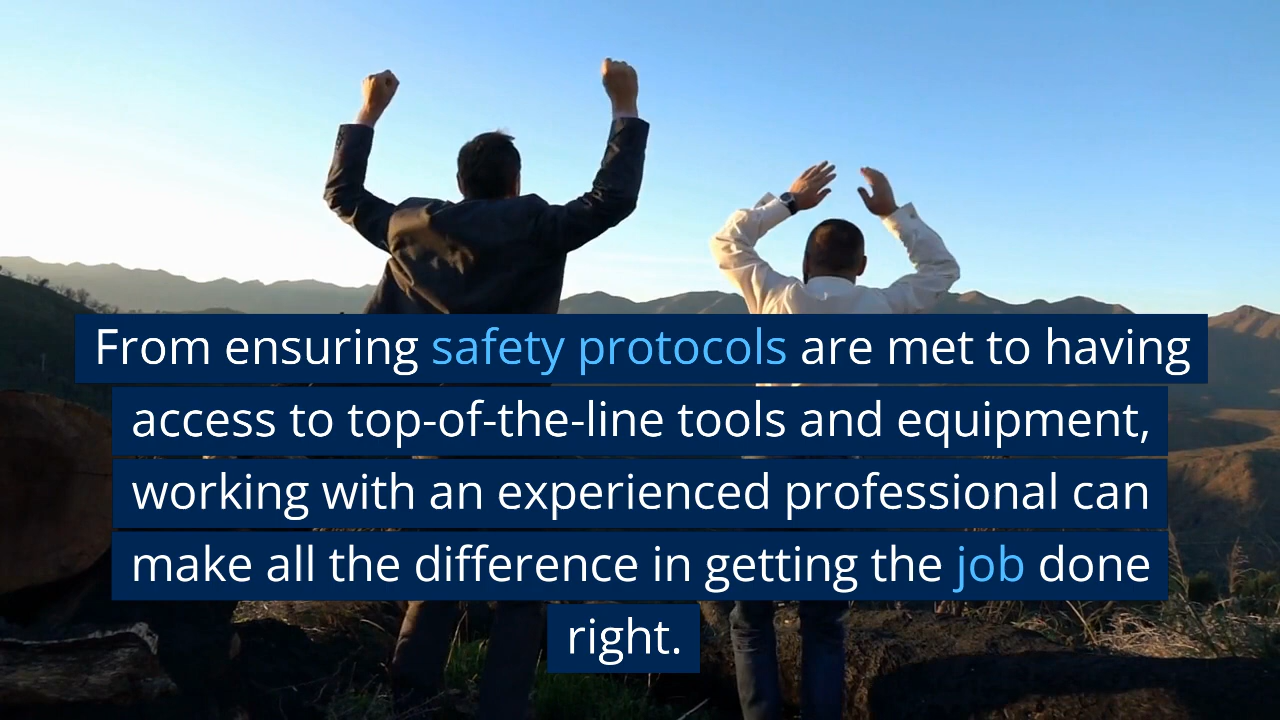 From ensuring safety protocols are met to having
access to top-of-the-line tools and equipment,
working with an experienced professional can
make all the difference in getting the job done
right.